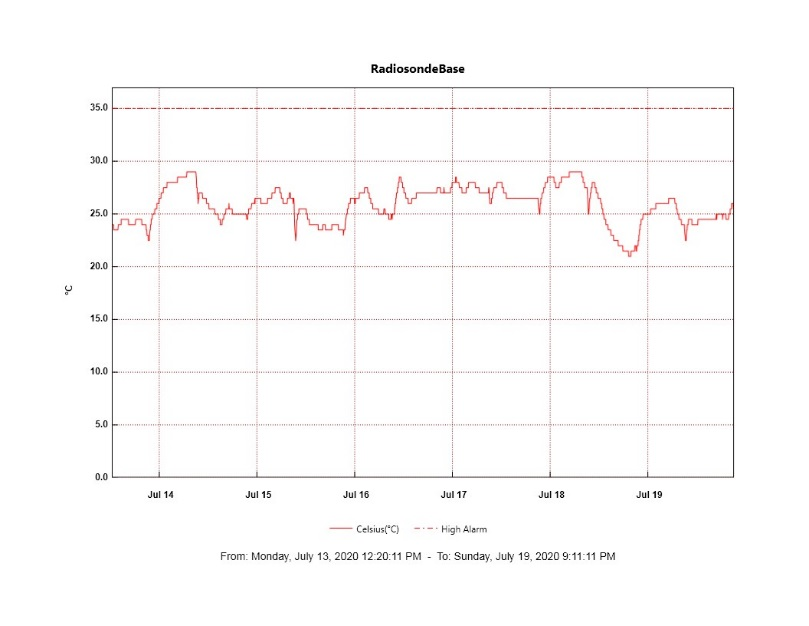 RadiosondeBase
35.0
30.0
25.0
20.0
15.0
10.0
5.0
0.0
°C
Jul 14 Jul 15 Jul 16 Jul 17 Jul 18 Jul 19
Celsius(°C) High Alarm
From: Monday, July 13, 2020 12:20:11 PM - To: Sunday, July 19, 2020 9:11:11 PM